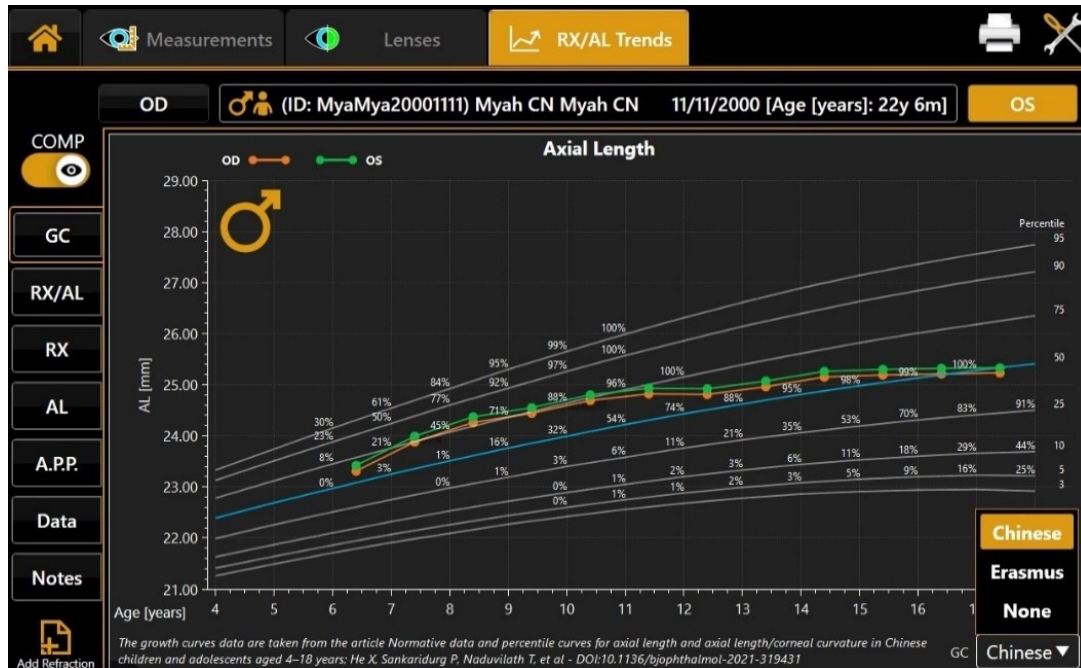 Measurements
Lenses
RX/AL Trends
OD
(ID: MyaMya20001111) Myah CN Myah CN 11/11/2000 [Age [years]: 22y 6m]
OS
COMP
GC
RX/AL
RX
AL
A.P.P.
Data
Notes
Add Refraction
Axial Length
OD
OS
29.00
28.00
27.00
26.00
25.00
24.00
23.00
22.00
21.00
AL [mm]
Percentile
95
90
75
50
25
10
5
3
30% 61% 84% 95% 99% 100%
23% 50% 77% 92% 97% 100%
8% 21% 45% 71% 88% 96% 100%
0% 3% 1% 16% 32% 54% 74% 88% 95% 98% 99% 100%
0% 1% 3% 6% 11% 21% 35% 53% 70% 83% 91%
0% 1% 2% 3% 6% 11% 18% 29% 44%
0% 1% 1% 2% 3% 5% 9% 16% 25%
Age [years]
4 5 6 7 8 9 10 11 12 13 14 15 16
The growth curves data are taken from the article Normative data and percentile curves for axial length and axial length/corneal curvature in Chinese
children and adolescents aged 4–18 years; He X, Sankaridurg P, Naduvilath T, et al - DOI:10.1136/bjophthalmol-2021-319431
Chinese
Erasmus
None
GC
Chinese